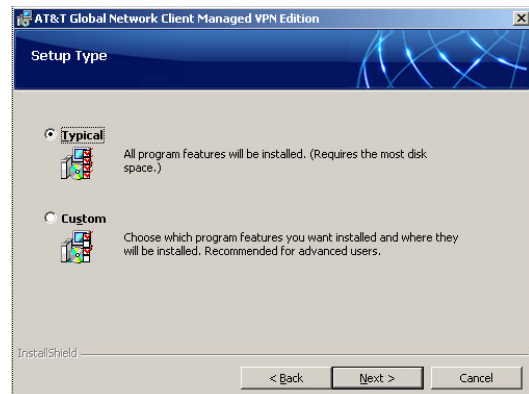 AT&T Global Network Client Managed VPN Edition
Setup Type
Typical
All program features will be installed. (Requires the most disk
space.)
Custom
Choose which program features you want installed and where they
will be installed. Recommended for advanced users.
InstallShield
< Back
Next >
Cancel